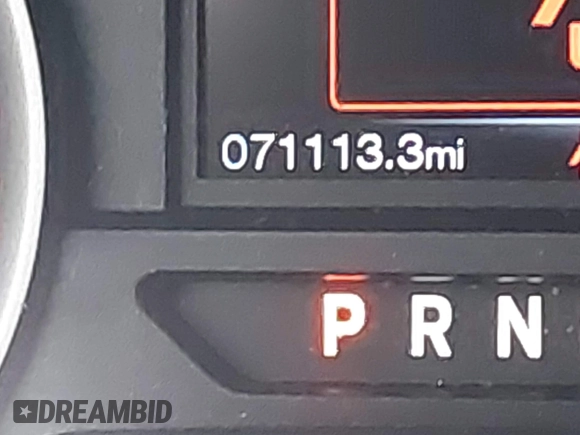 071113.3mi
P R N
DREAMBID